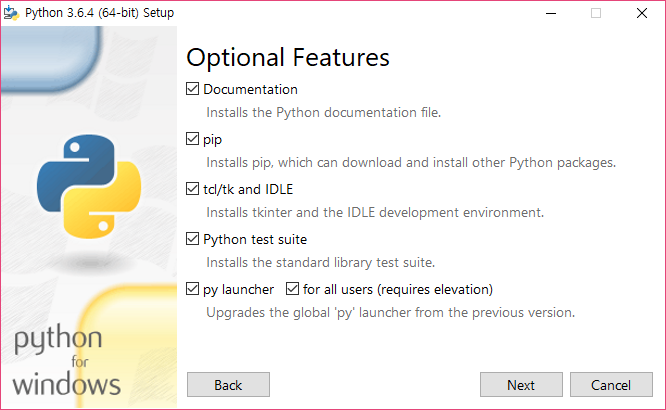 Python 3.6.4 (64-bit) Setup
Optional Features
Documentation
Installs the Python documentation file.
pip
Installs pip, which can download and install other Python packages.
tcl/tk and IDLE
Installs tkinter and the IDLE development environment.
Python test suite
Installs the standard library test suite.
py launcher for all users (requires elevation)
Upgrades the global 'py' launcher from the previous version.
python
for
windows
Back Next Cancel